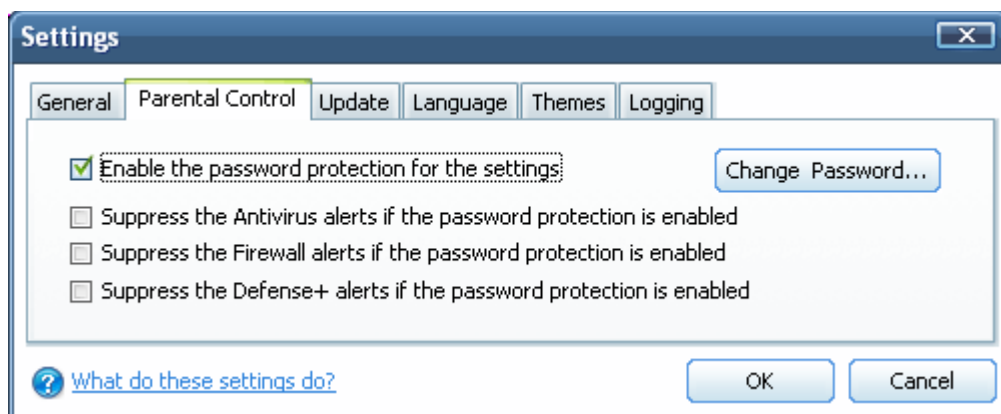 Settings
General Parental Control Update Language Themes Logging
Enable the password protection for the settings Change Password...
Suppress the Antivirus alerts if the password protection is enabled
Suppress the Firewall alerts if the password protection is enabled
Suppress the Defense+ alerts if the password protection is enabled
? What do these settings do? OK Cancel